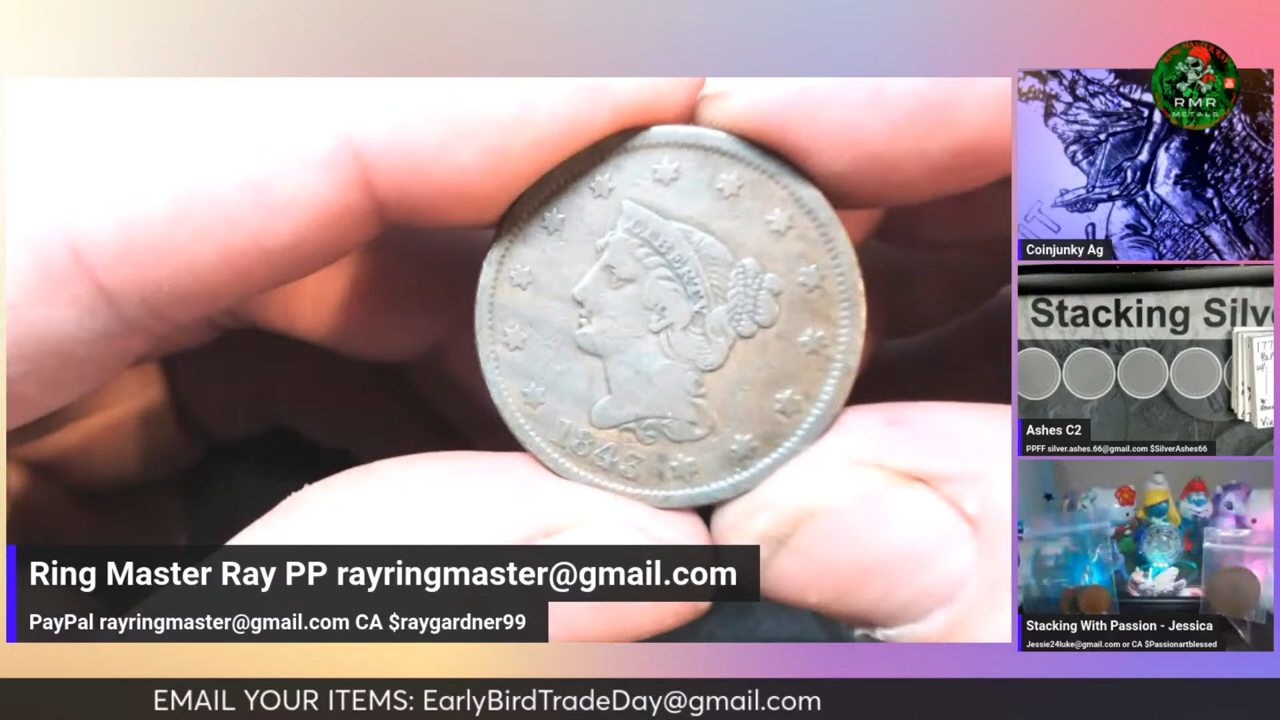 LIBERTY
1843
Ring Master Ray PP rayringmaster@gmail.com
PayPal rayringmaster@gmail.com CA $raygardner99
RMR
METALS
Coinjunky Ag
Stacking Silv
177
Ashes C2
PPFF silver.ashes.66@gmail.com $SilverAshes66
Stacking With Passion - Jessica
Jessie24luke@gmail.com or CA $Passionartblessed
EMAIL YOUR ITEMS: EarlyBirdTradeDay@gmail.com